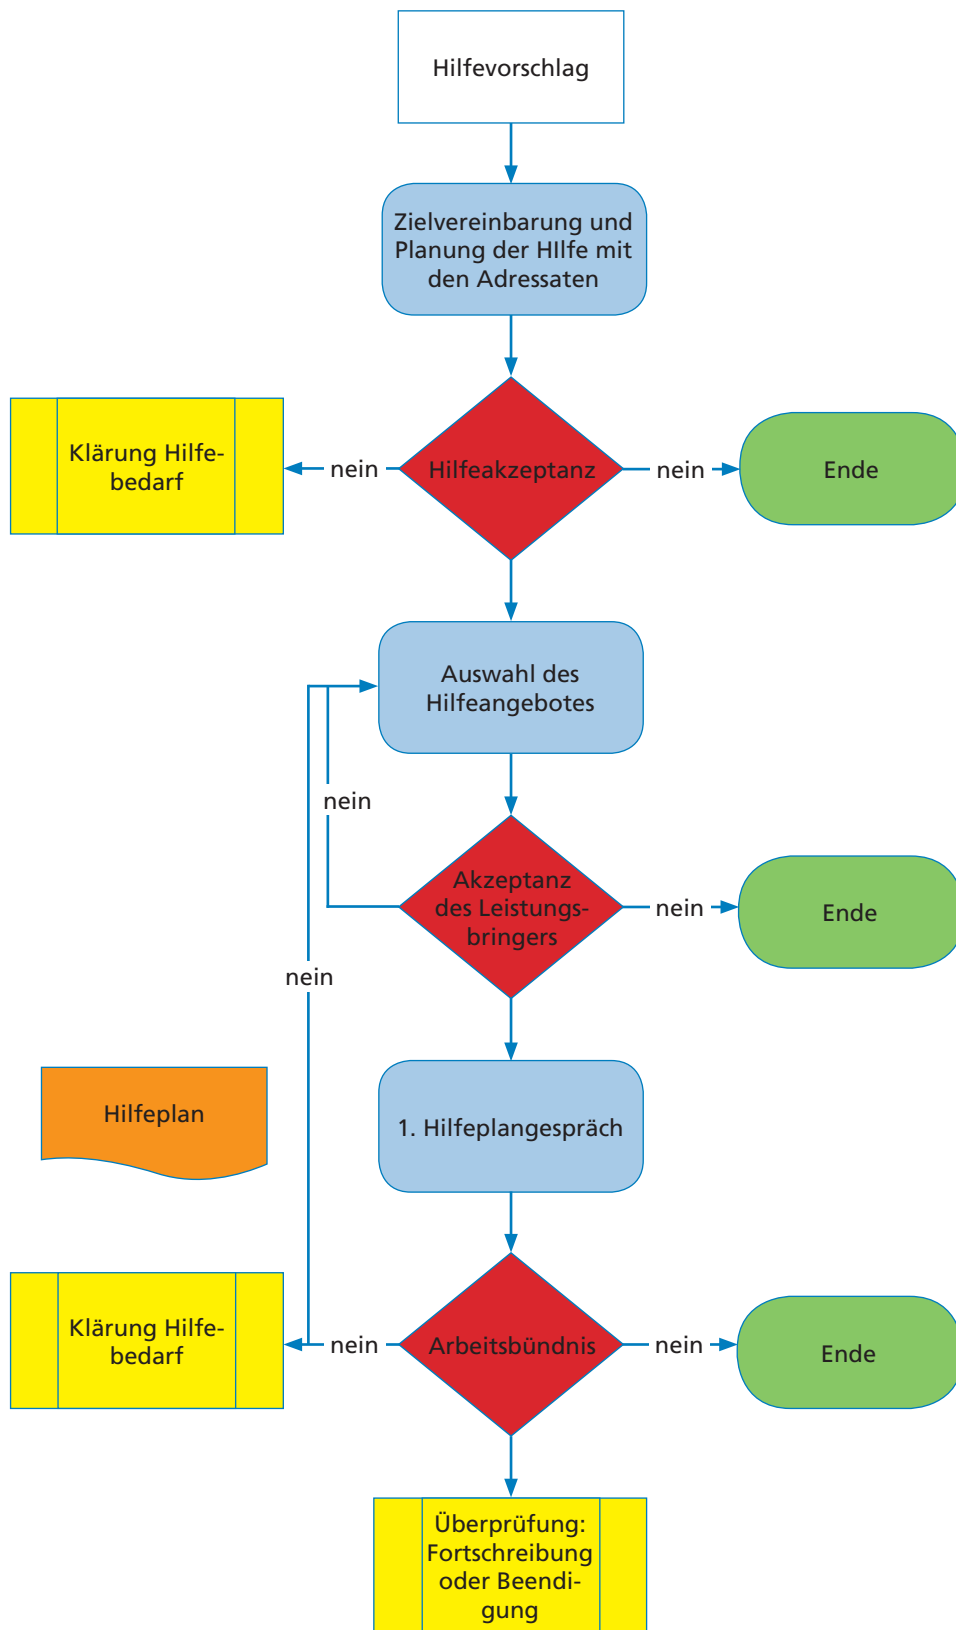 Hilfevorschlag
Zielvereinbarung und
Planung der HIlfe mit
den Adressaten
Klärung Hilfe-
bedarf
nein
Hilfeakzeptanz
nein
Ende
Auswahl des
Hilfeangebotes
nein
Akzeptanz
des Leistungs-
bringers
nein
Ende
nein
Hilfeplan
1. Hilfeplangespräch
Klärung Hilfe-
bedarf
nein
Arbeitsbündnis
nein
Ende
Überprüfung:
Fortschreibung
oder Beendi-
gung